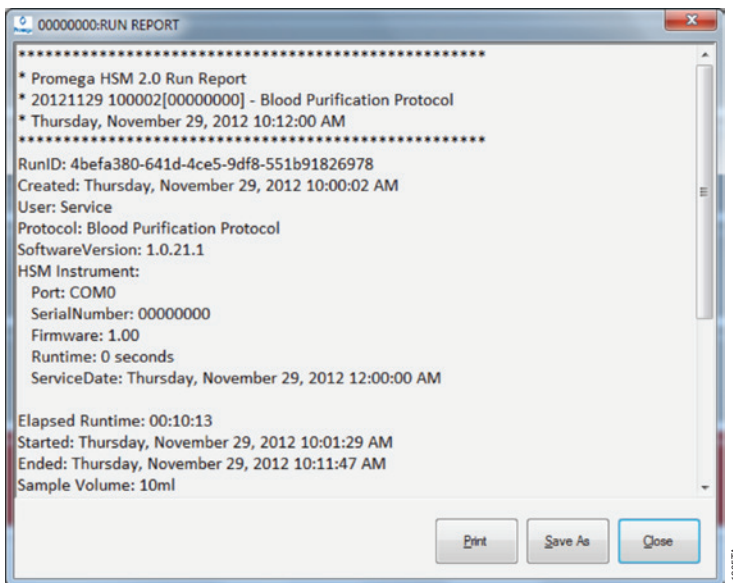 00000000:RUN REPORT
****************************************************
* Promega HSM 2.0 Run Report
* 20121129 100002[00000000] - Blood Purification Protocol
* Thursday, November 29, 2012 10:12:00 AM
****************************************************
RunID: 4befa380-641d-4ce5-9df8-551b91826978
Created: Thursday, November 29, 2012 10:00:02 AM
User: Service
Protocol: Blood Purification Protocol
SoftwareVersion: 1.0.21.1
HSM Instrument:
Port: COM0
SerialNumber: 00000000
Firmware: 1.00
Runtime: 0 seconds
ServiceDate: Thursday, November 29, 2012 12:00:00 AM
Elapsed Runtime: 00:10:13
Started: Thursday, November 29, 2012 10:01:29 AM
Ended: Thursday, November 29, 2012 10:11:47 AM
Sample Volume: 10ml
Print
Save As
Close